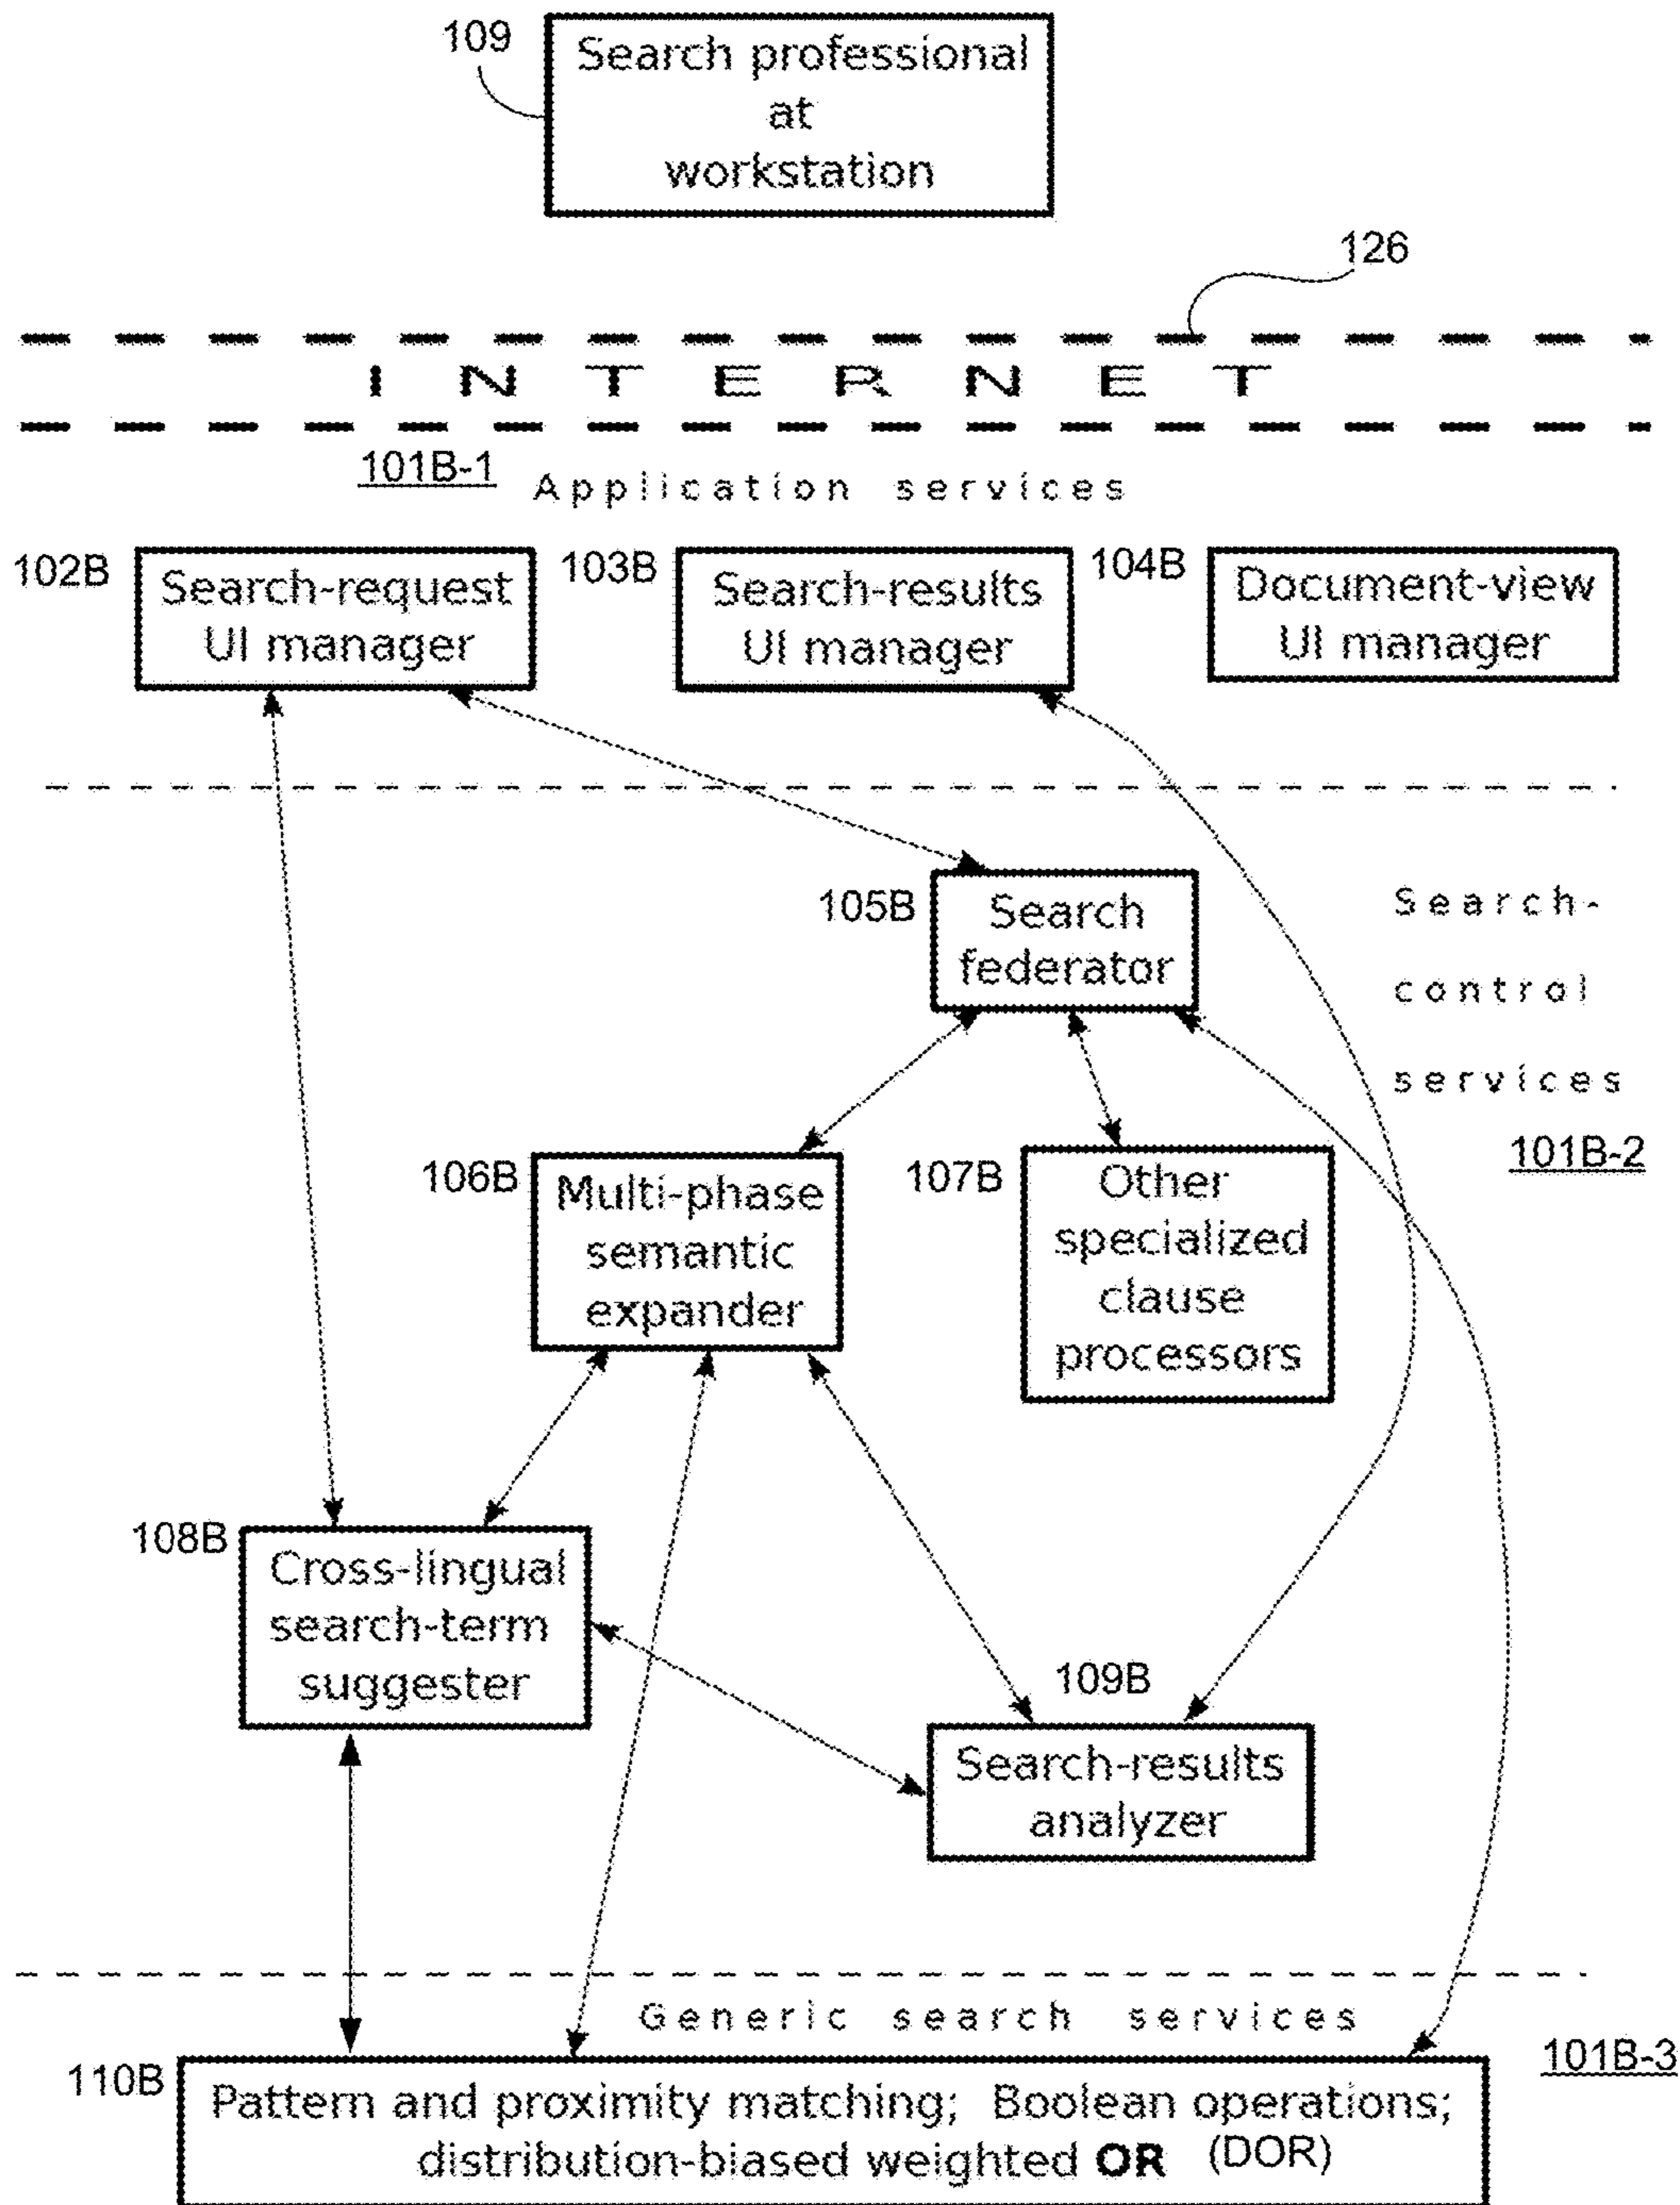 109
Search professional
at
workstation
126
INTERNET
101B-1
Application services
102B
Search-request
UI manager
103B
Search-results
UI manager
104B
Document-view
UI manager
105B
Search
federator
Search-
control
services
101B-2
106B
Multi-phase
semantic
expander
107B
Other
specialized
clause
processors
108B
Cross-lingual
search-term
suggester
109B
Search-results
analyzer
Generic search services
101B-3
110B
Pattern and proximity matching; Boolean operations;
distribution-biased weighted OR (DOR)